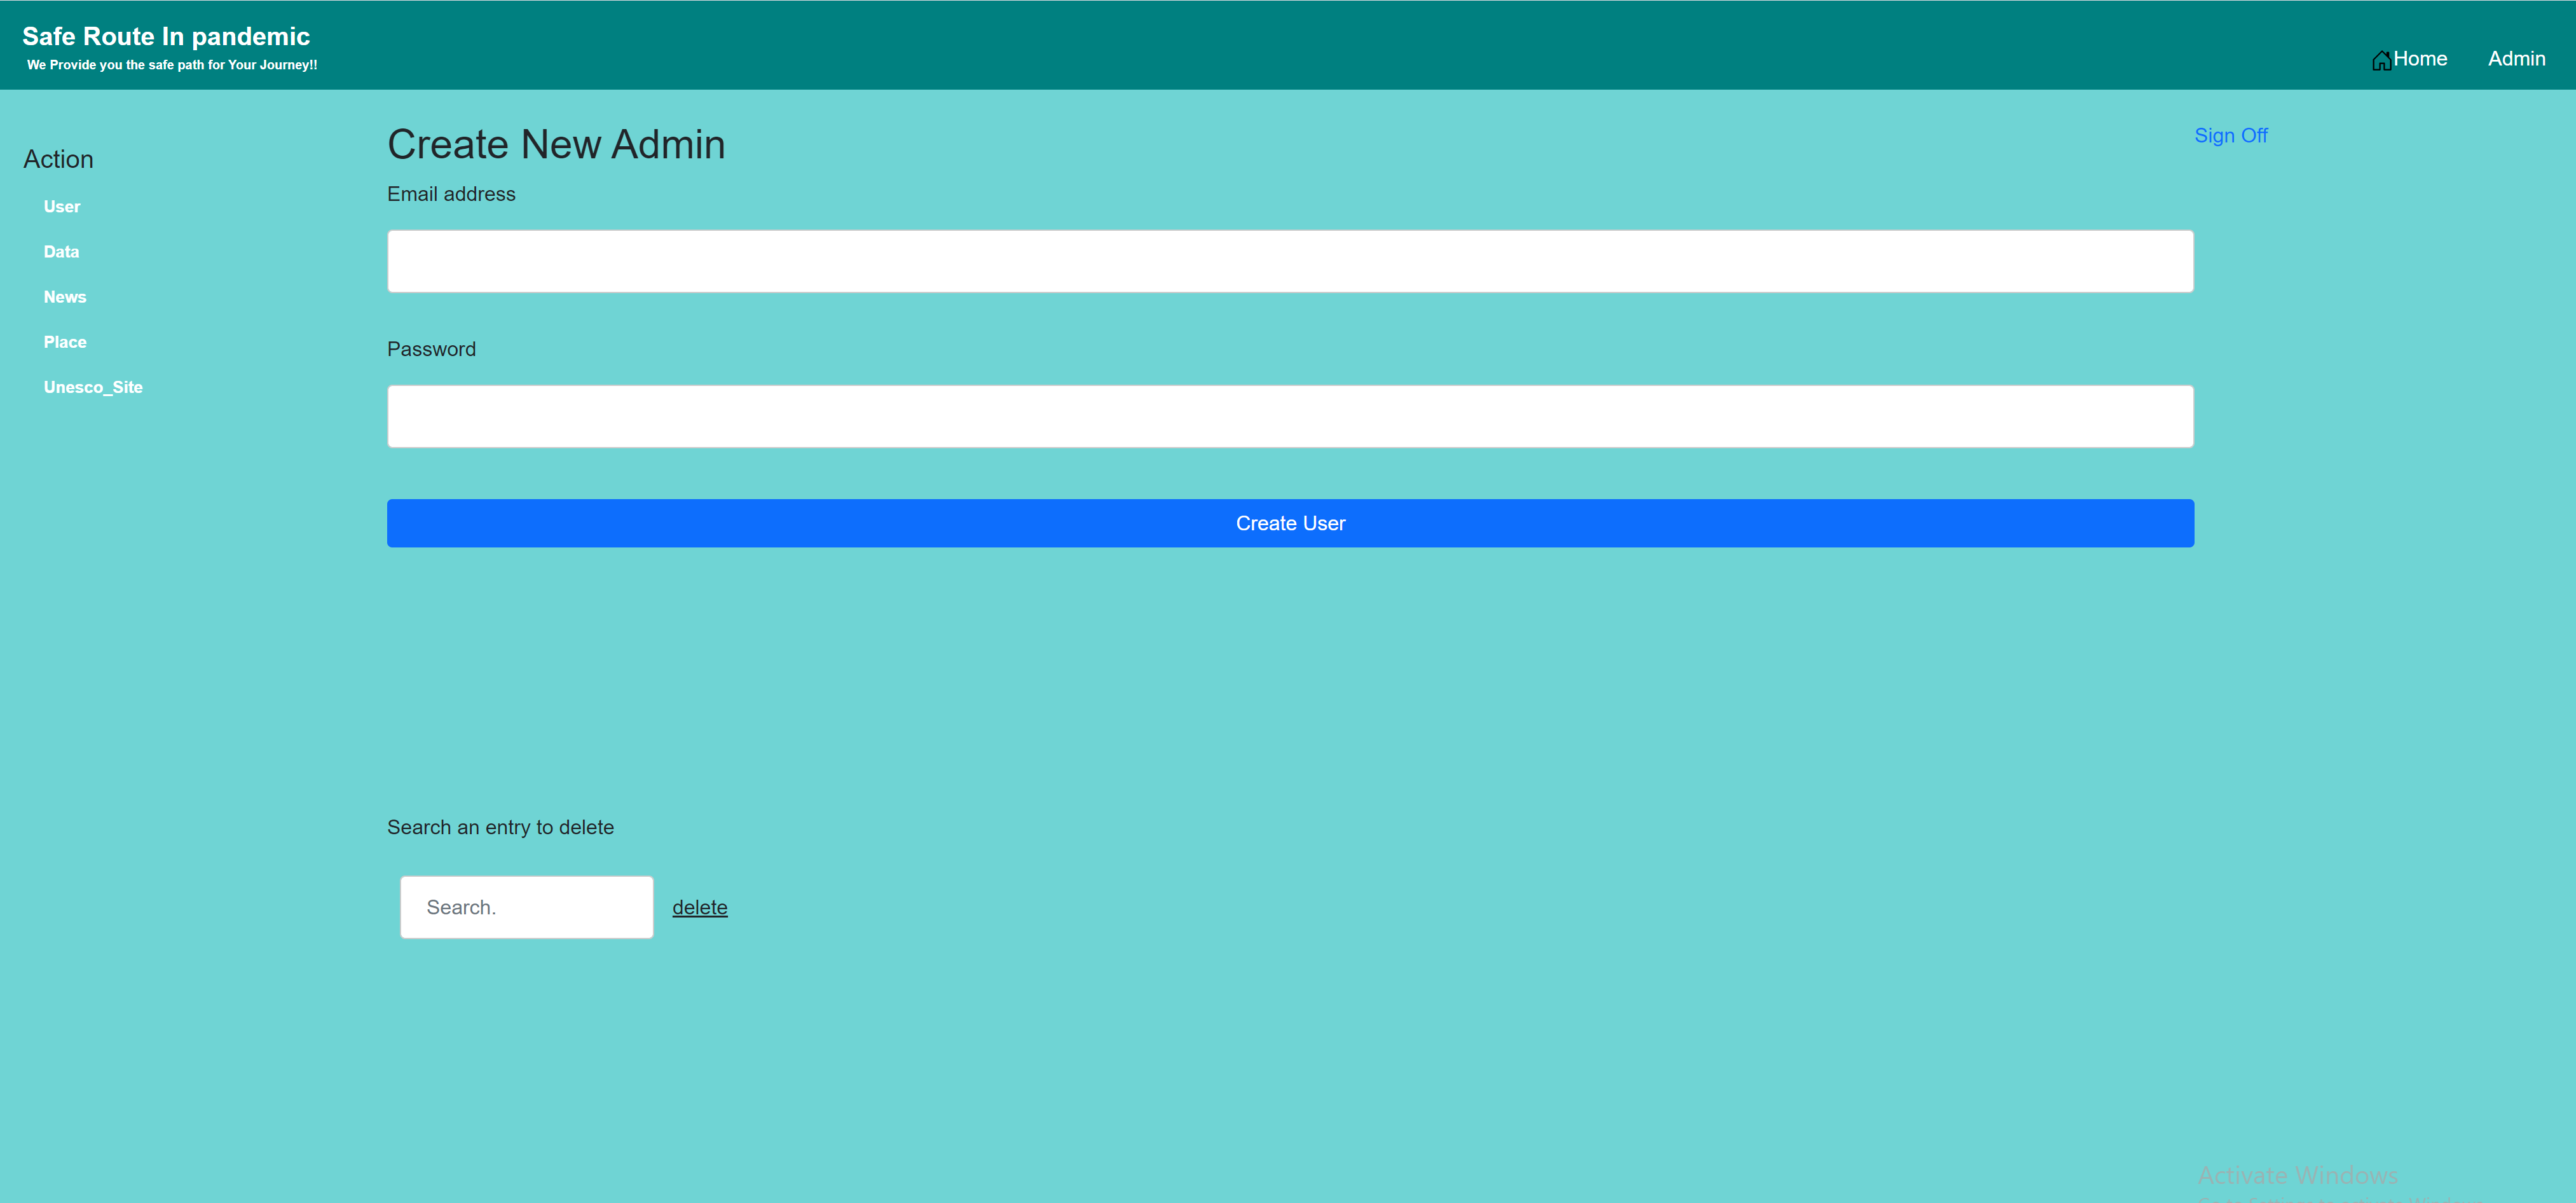 Safe Route In pandemic
We Provide you the safe path for Your Journey!!
Home
Admin
Sign Off
Action
User
Data
News
Place
Unesco_Site
Create New Admin
Email address
Password
Create User
Search an entry to delete
Search.
delete
Activate Windows